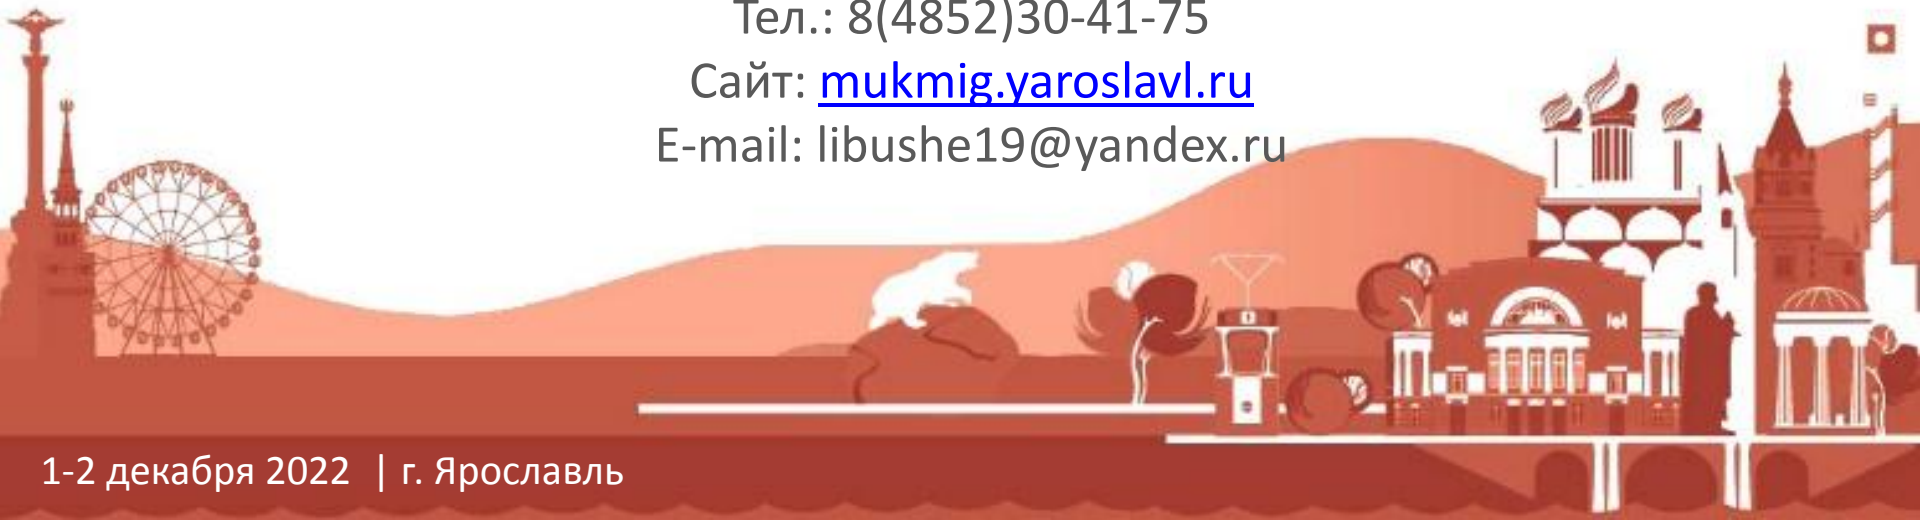 Тел.: 8(4852)30-41-75
Сайт: mukmig.yaroslavl.ru
E-mail: libushe19@yandex.ru
1-2 декабря 2022 | г. Ярославль